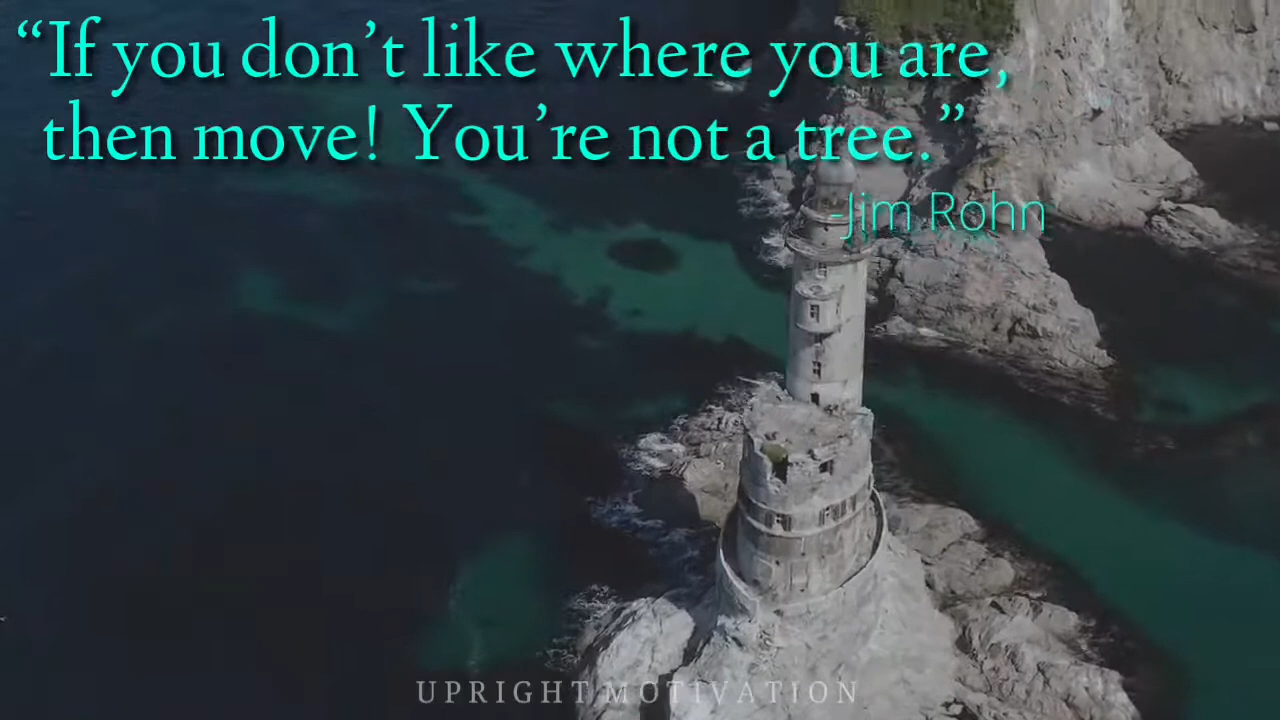 “If you don’t like where you are,
then move! You’re not a tree.”
-Jim Rohn
UPRIGHT MOTIVATION